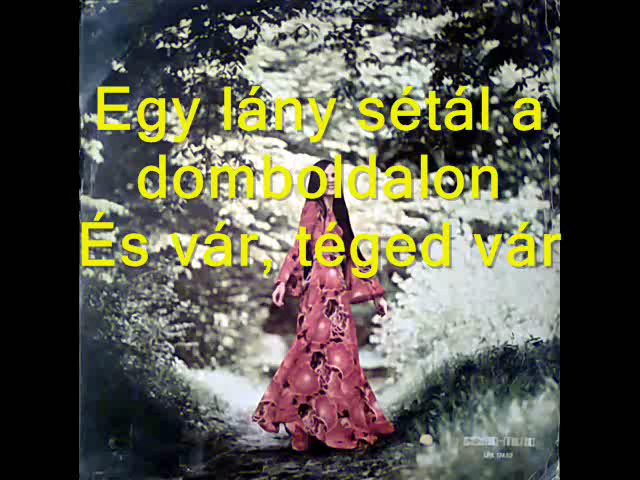 Egy lány sétál a
domboldalon
És vár, téged vár